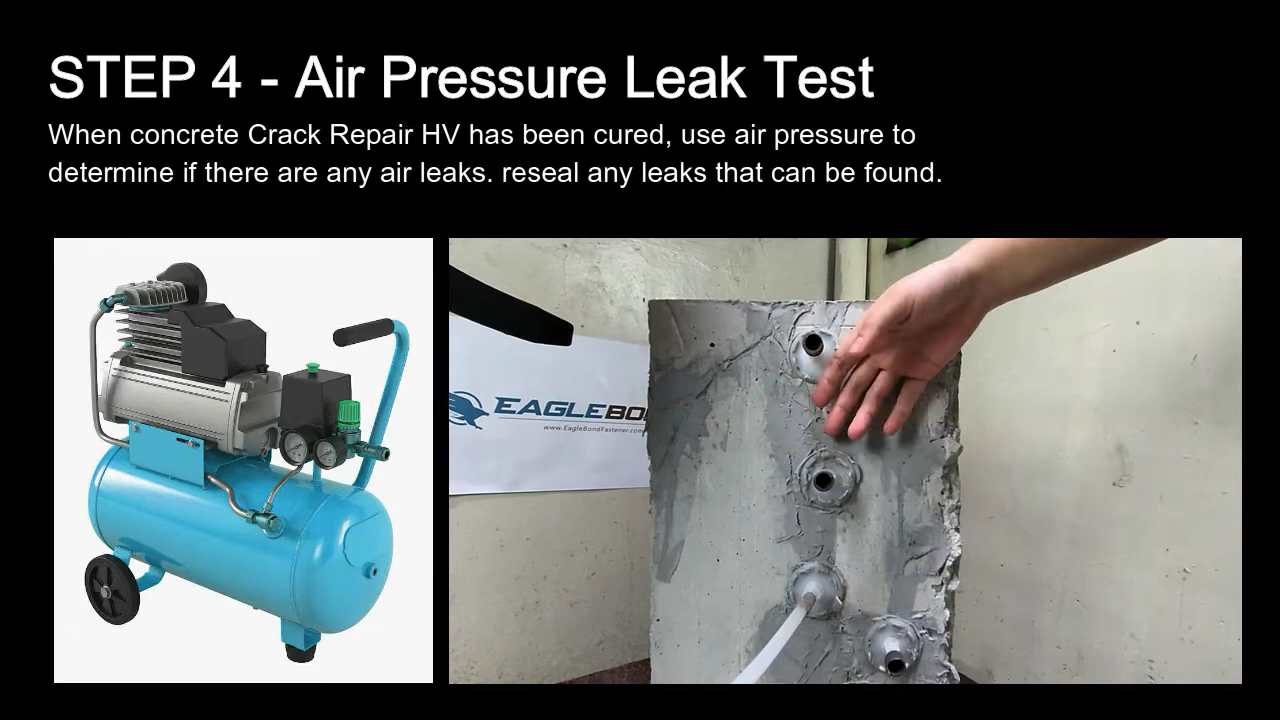 STEP 4 - Air Pressure Leak Test
When concrete Crack Repair HV has been cured, use air pressure to
determine if there are any air leaks. reseal any leaks that can be found.
EAGLEBO
www.EagleBondFastener.com